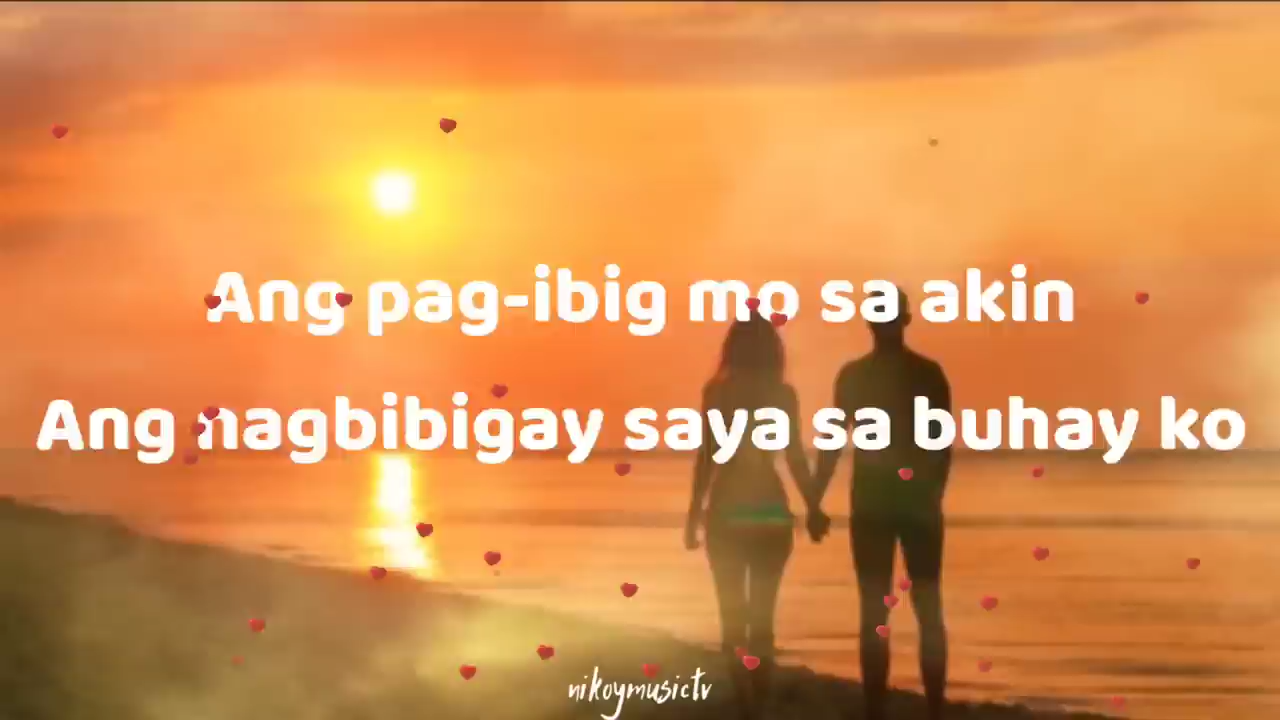 Ang pag-ibig mo sa akin
Ang nagbibigay saya sa buhay ko
nikoymusictv